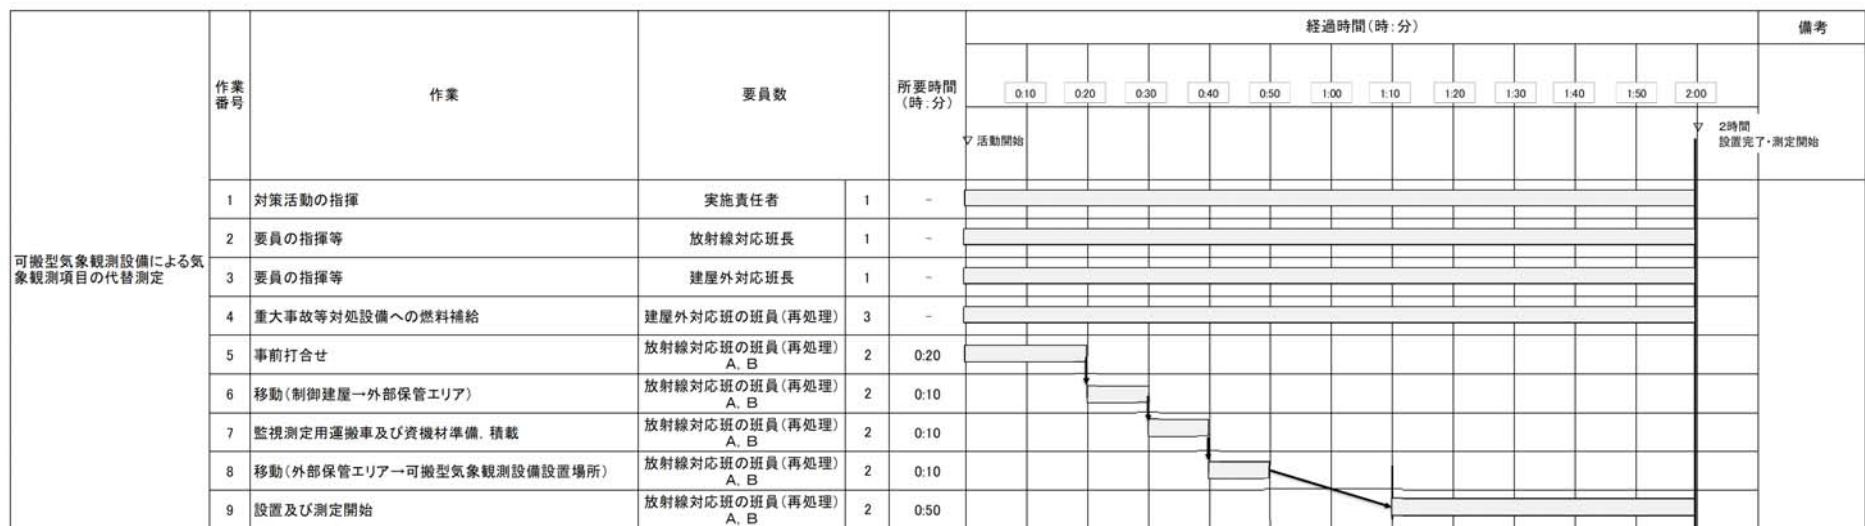 経過時間(時:分)
備考
作業
番号
作業
要員数
所要時間
(時:分)
0:10
0:20
0:30
0:40
0:50
1:00
1:10
1:20
1:30
1:40
1:50
2:00
▽活動開始
▽ 2時間
設置完了・測定開始
可搬型気象観測設備による気
象観測項目の代替測定
1 対策活動の指揮 実施責任者 1 -
2 要員の指揮等 放射線対応班長 1 -
3 要員の指揮等 建屋外対応班長 1 -
4 重大事故等対処設備への燃料補給 建屋外対応班の班員(再処理) 3 -
5 事前打合せ 放射線対応班の班員(再処理) 2 0:20
A, B
6 移動(制御建屋→外部保管エリア) 放射線対応班の班員(再処理) 2 0:10
A, B
7 監視測定用運搬車及び資機材準備,積載 放射線対応班の班員(再処理) 2 0:10
A, B
8 移動(外部保管エリア→可搬型気象観測設備設置場所) 放射線対応班の班員(再処理) 2 0:10
A, B
9 設置及び測定開始 放射線対応班の班員(再処理) 2 0:50
A, B